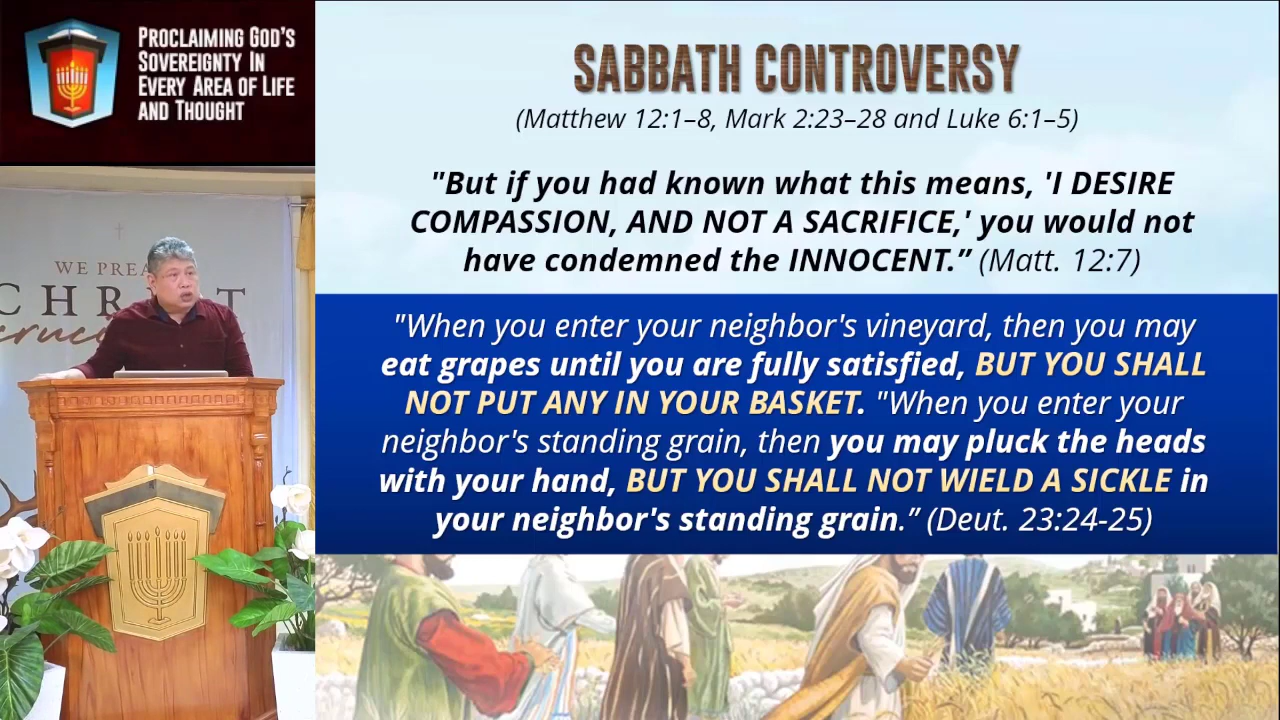 PROCLAIMING GOD'S
SOVEREIGNTY IN
EVERY AREA OF LIFE
AND THOUGHT
WE PREA
CHR T
SABBATH CONTROVERSY
(Matthew 12:1–8, Mark 2:23–28 and Luke 6:1–5)
"But if you had known what this means, 'I DESIRE
COMPASSION, AND NOT A SACRIFICE,' you would not
have condemned the INNOCENT.” (Matt. 12:7)
"When you enter your neighbor's vineyard, then you may
eat grapes until you are fully satisfied, BUT YOU SHALL
NOT PUT ANY IN YOUR BASKET. "When you enter your
neighbor's standing grain, then you may pluck the heads
with your hand, BUT YOU SHALL NOT WIELD A SICKLE in
your neighbor's standing grain.” (Deut. 23:24-25)